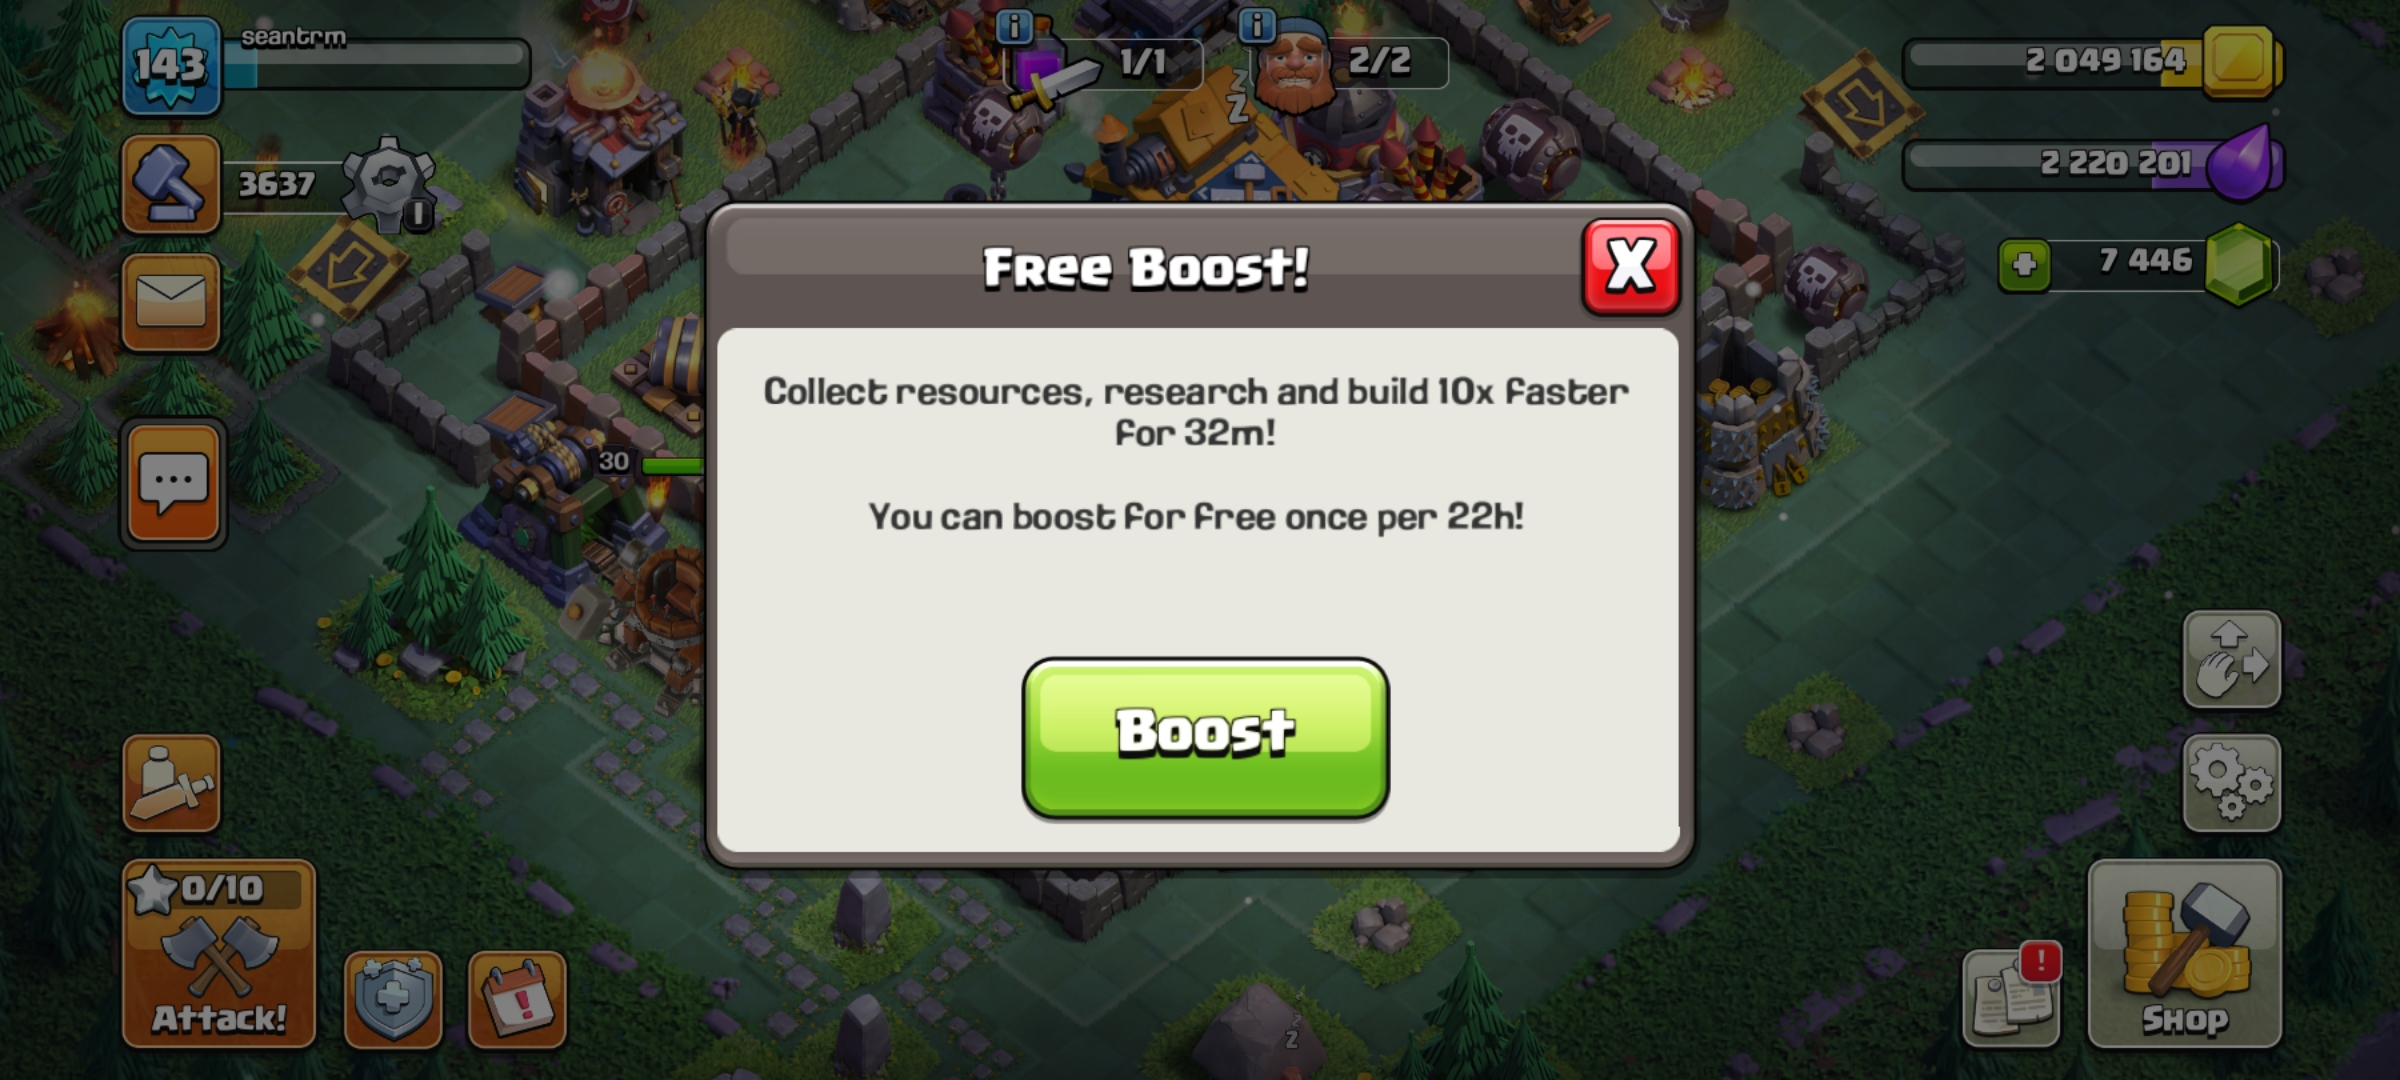 seantrm
143
1/1
2/2
2 049 164
3637
I
2 220 201
7 446
Free Boost!
X
Collect resources, research and build 10x faster
for 32m!
You can boost for free once per 22h!
30
Boost
0/10
Attack!
!
Shop